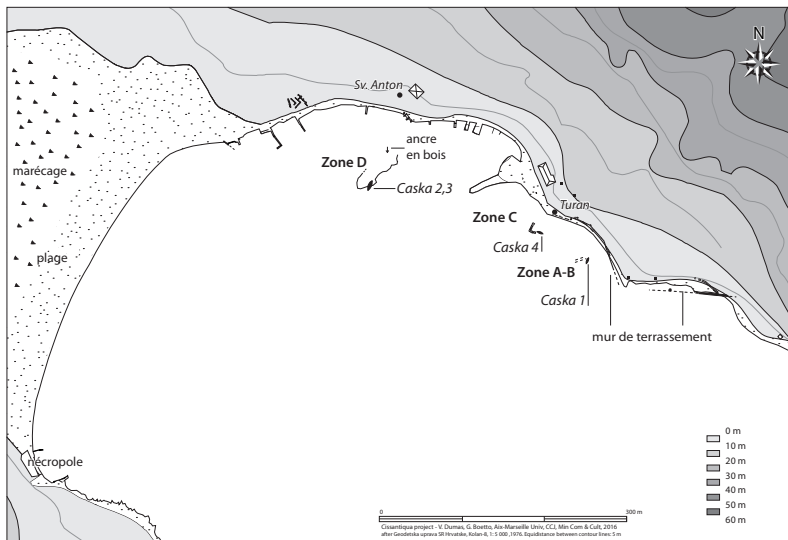 N
Sv. Anton
ancre
en bois
Zone D
marécage
Caska 2,3
Turan
Zone C
Caska 4
plage
Zone A-B
Caska 1
mur de terrassement
nécropole
0 m
10 m
20 m
30 m
40 m
50 m
60 m
0
300 m
Cissantiqua project - V. Dumas, G. Boetto, Aix-Marseille Univ, CCJ, Min Com & Cult, 2016
after Geodetska uprava SR Hrvatske, Kolan-8, 1: 5 000 ,1976. Equidistance between contour lines: 5 m